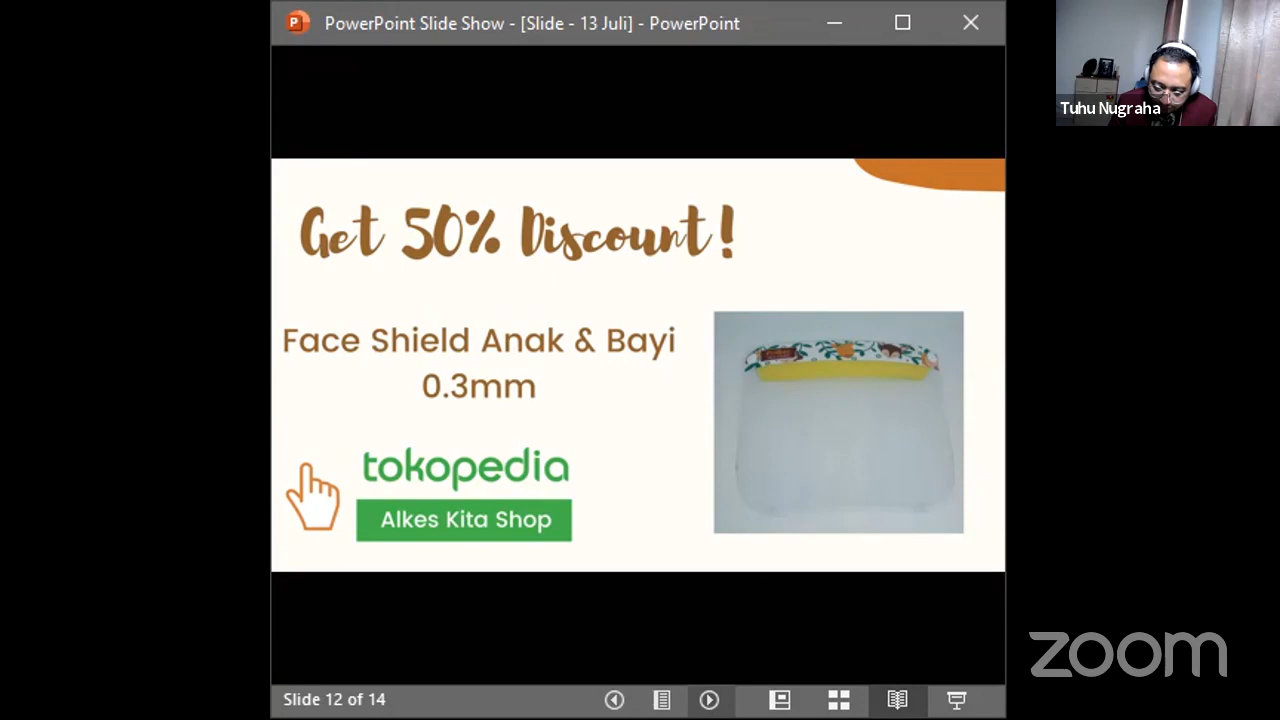 PowerPoint Slide Show - [Slide - 13 Juli] - PowerPoint
Tuhu Nugraha
Get 50% Discount!
Face Shield Anak & Bayi
0.3mm
tokopedia
Alkes Kita Shop
zoom
Slide 12 of 14